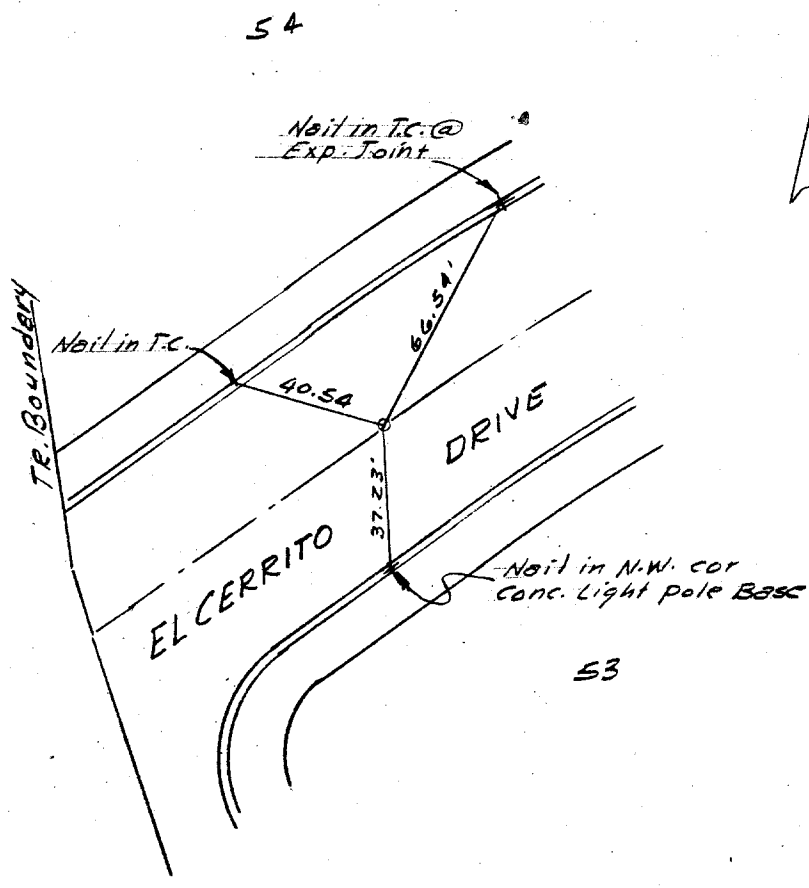 54
Nail in T.C. @
Exp. Joint
66.54'
Tr. Boundary
Nail in T.C.
40.54
DRIVE
37.23'
EL CERRITO
Nail in N.W. cor
Conc. Light pole Base
53